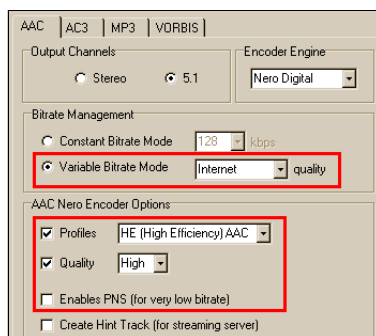 AAC AC3 MP3 VORBIS
Output Channels Encoder Engine
Stereo 5.1 Nero Digital
Bitrate Management
Constant Bitrate Mode 128 kbps
Variable Bitrate Mode Internet quality
AAC Nero Encoder Options
Profiles HE (High Efficiency) AAC
Quality High
Enables PNS (for very low bitrate)
Create Hint Track (for streaming server)